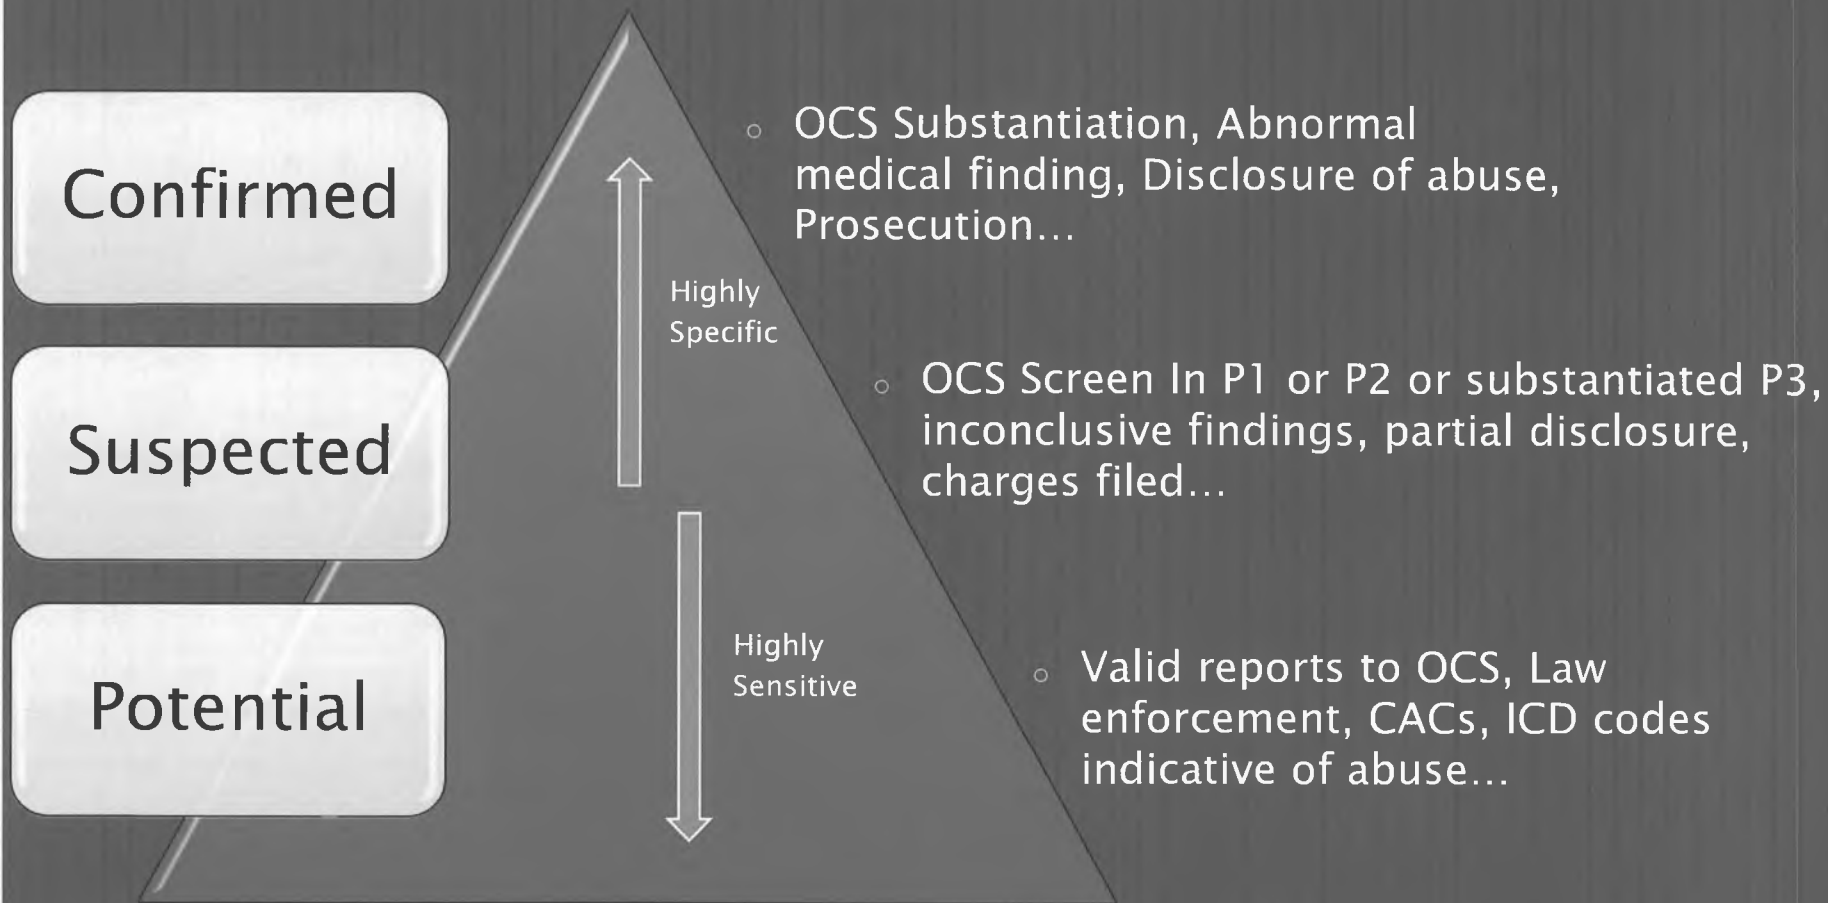 Confirmed
OCS Substantiation, Abnormal
medical finding, Disclosure of abuse,
Prosecution...
Highly
Specific
Suspected
OCS Screen In P1 or P2 or substantiated P3,
inconclusive findings, partial disclosure,
charges filed...
Highly
Sensitive
Potential
Valid reports to OCS, Law
enforcement, CACs, ICD codes
indicative of abuse...